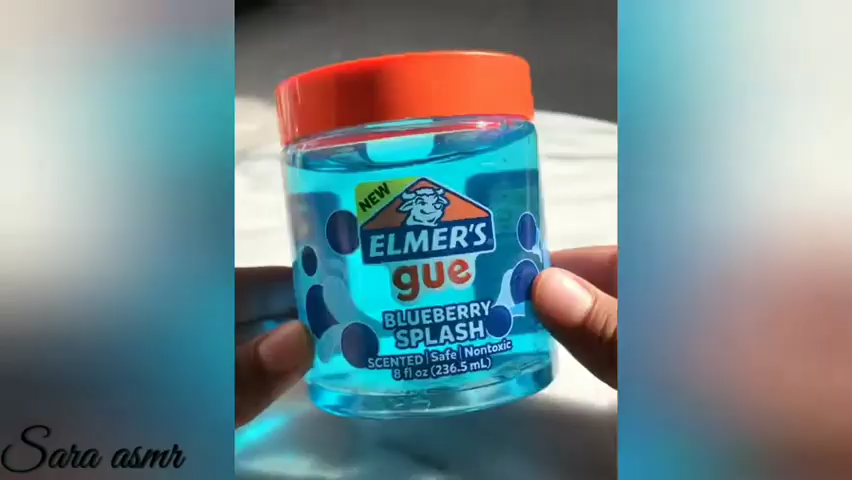 NEW
ELMER'S
gue
BLUEBERRY
SPLASH
SCENTED | Safe | Nontoxic
8 fl oz (236.5 mL)
Sara asmr